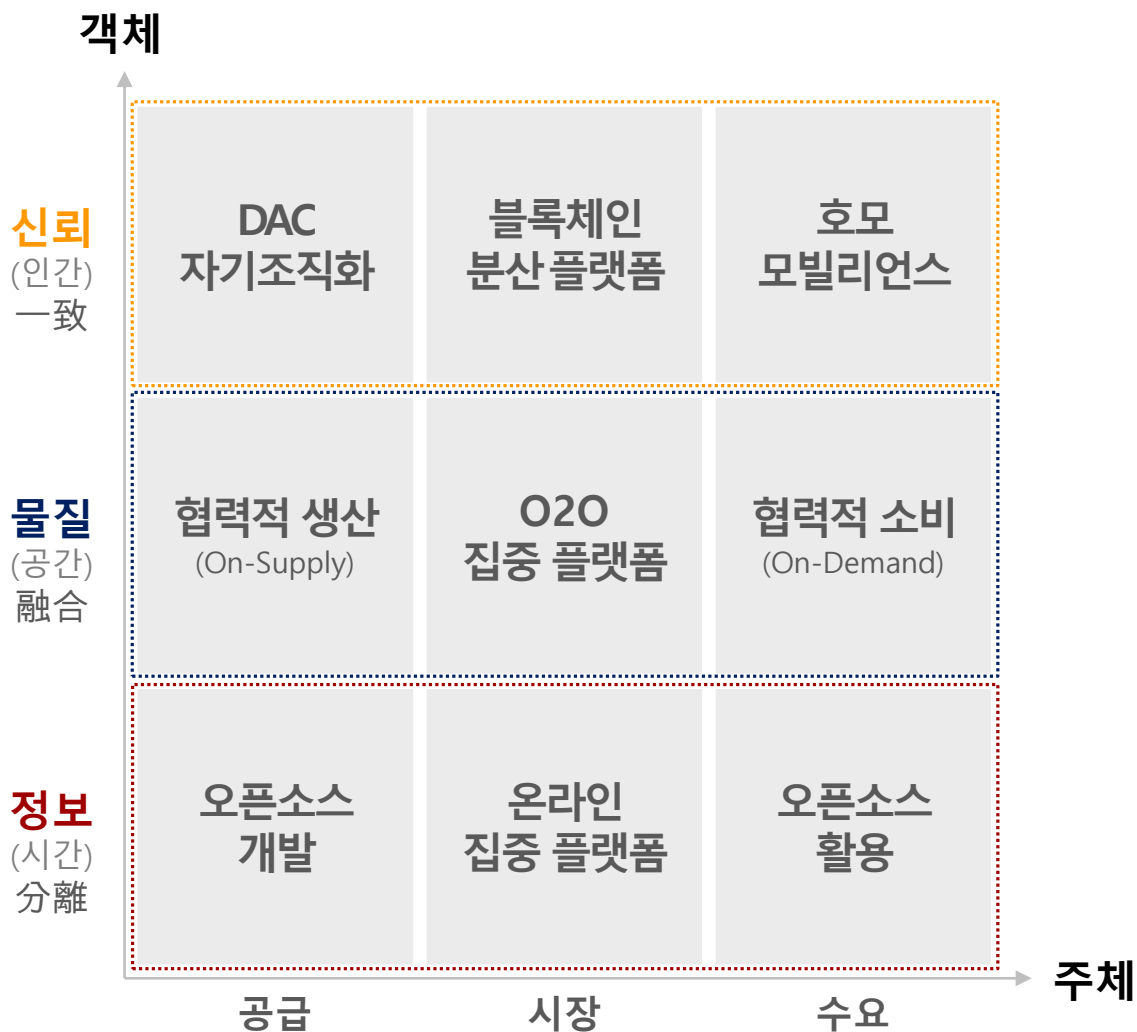 객체
신뢰
(인간)
一致
DAC
자기조직화
블록체인
분산 플랫폼
호모
모빌리언스
물질
(공간)
融合
협력적 생산
(On-Supply)
O2O
집중 플랫폼
협력적 소비
(On-Demand)
정보
(시간)
分離
오픈소스
개발
온라인
집중 플랫폼
오픈소스
활용
주체
공급
시장
수요